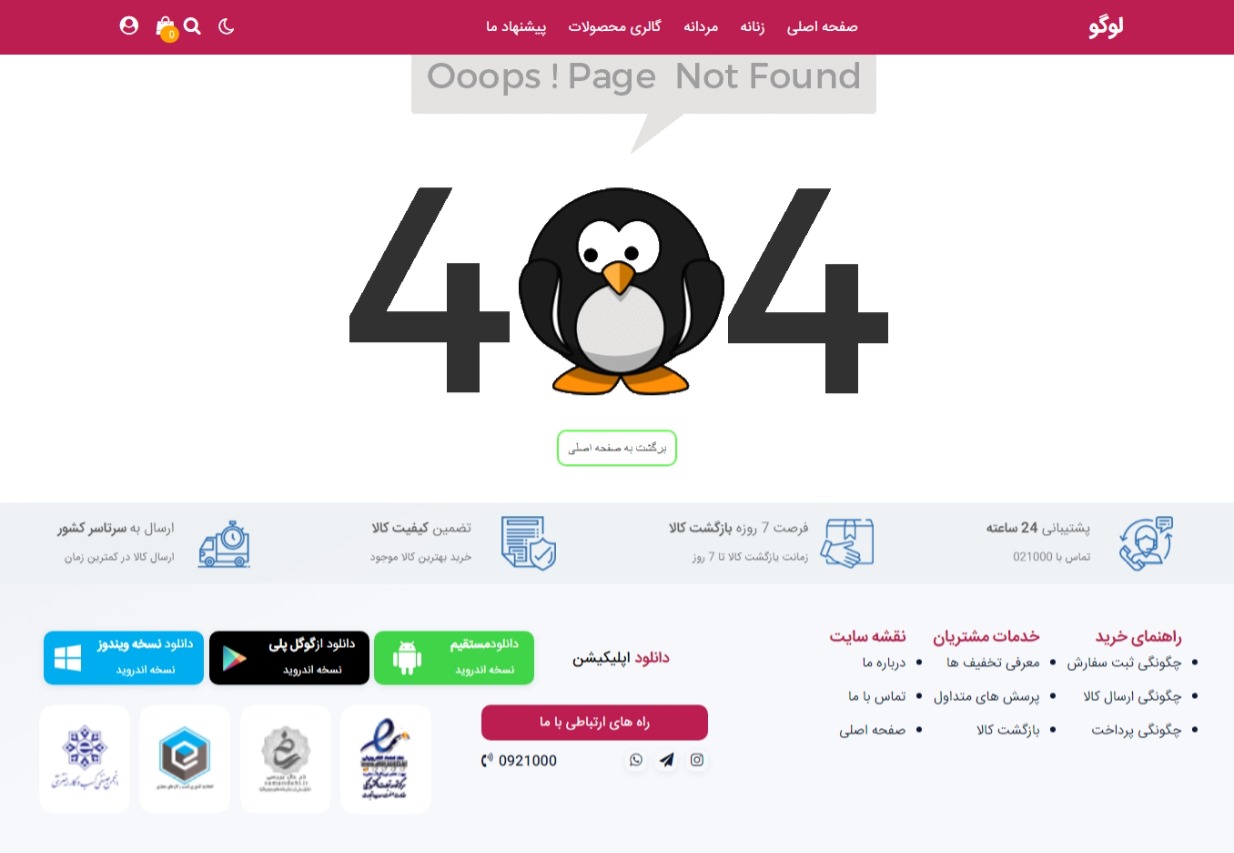 لوگو
صفحه اصلی زنانه مردانه گالری محصولات پیشنهاد ما
0
Ooops ! Page Not Found
404
برگشت به صفحه اصلی
پشتیبانی 24 ساعته
تماس با 021000
فرصت 7 روزه بازگشت کالا
زمانت بازگشت کالا تا 7 روز
تضمین کیفیت کالا
خرید بهترین کالا موجود
ارسال به سرتاسر کشور
ارسال کالا در کمترین زمان
راهنمای خرید
چگونگی ثبت سفارش
چگونگی ارسال کالا
چگونگی پرداخت
خدمات مشتریان
معرفی تخفیف ها
پرسش های متداول
بازگشت کالا
نقشه سایت
درباره ما
تماس با ما
صفحه اصلی
دانلود اپلیکیشن
دانلودمستقیم
نسخه اندروید
دانلود ازگوگل پلی
نسخه اندروید
دانلود نسخه ویندوز
نسخه اندروید
راه های ارتباطی با ما
0921000
samandehi.ir